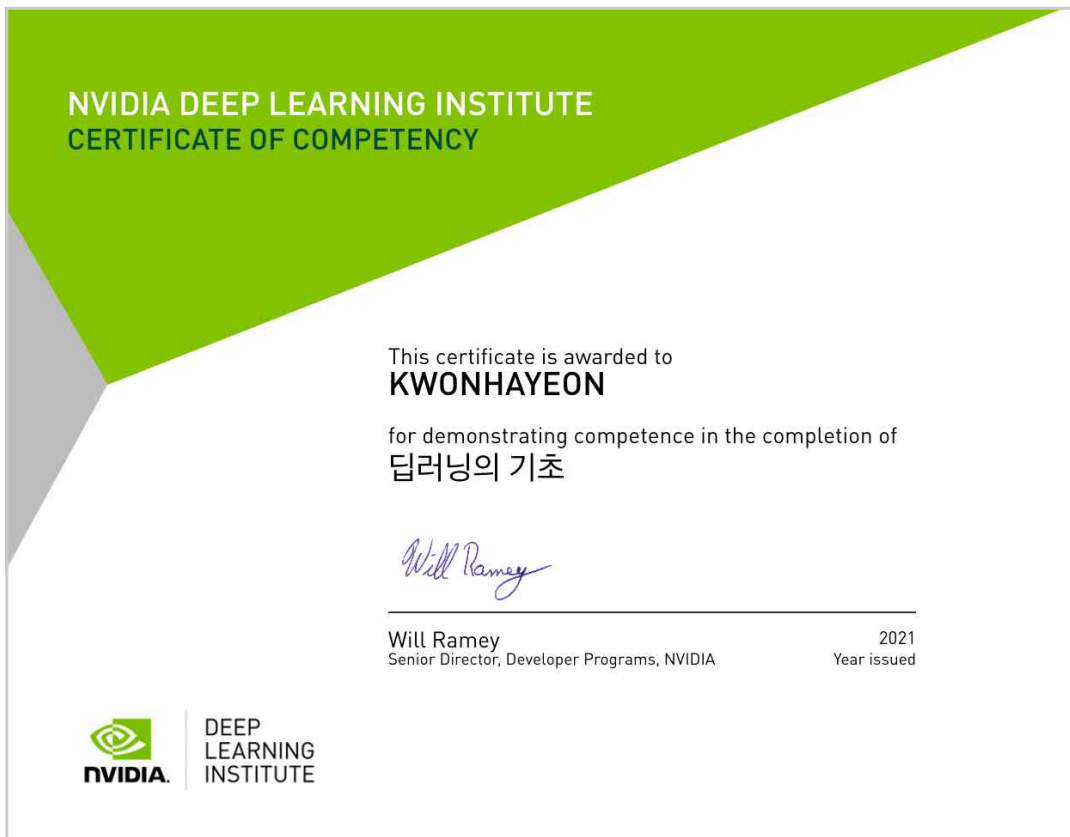 NVIDIA DEEP LEARNING INSTITUTE
CERTIFICATE OF COMPETENCY
This certificate is awarded to
KWONHAYEON
for demonstrating competence in the completion of
딥러닝의 기초
Will Ramey
Will Ramey
Senior Director, Developer Programs, NVIDIA
2021
Year issued
NVIDIA.
DEEP
LEARNING
INSTITUTE